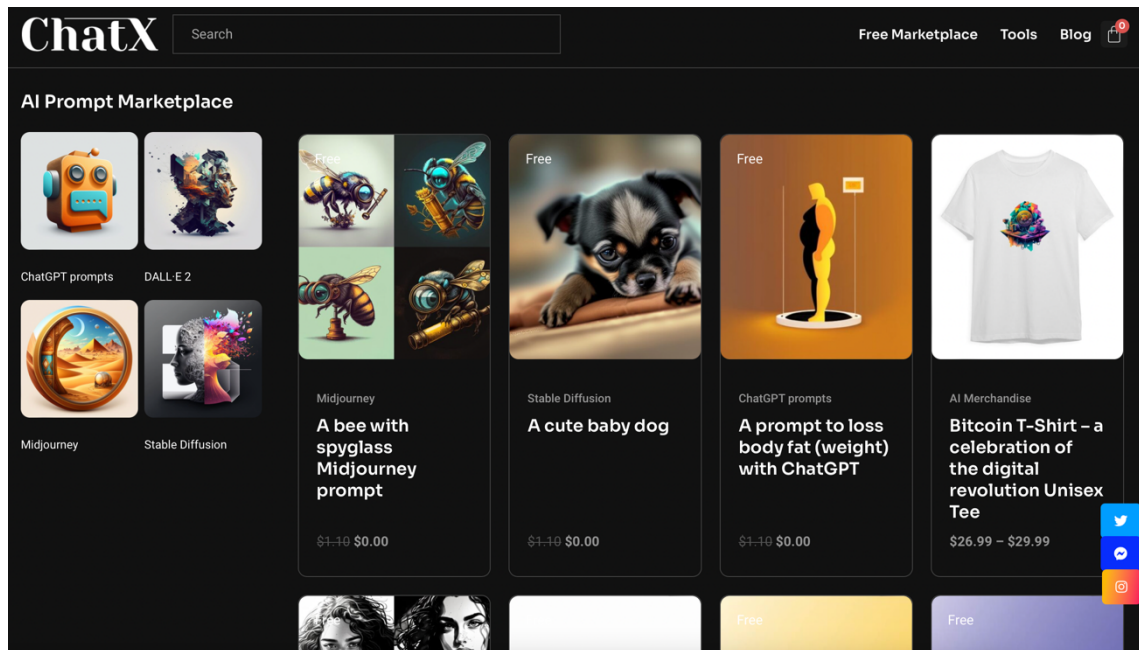 ChatX
Search
Free Marketplace
Tools
Blog
0
AI Prompt Marketplace
ChatGPT prompts
DALL·E 2
Midjourney
Stable Diffusion
Free
Midjourney
A bee with
spyglass
Midjourney
prompt
$1.10 $0.00
Free
Stable Diffusion
A cute baby dog
$1.10 $0.00
Free
ChatGPT prompts
A prompt to loss
body fat (weight)
with ChatGPT
$1.10 $0.00
AI Merchandise
Bitcoin T-Shirt – a
celebration of
the digital
revolution Unisex
Tee
$26.99 – $29.99
Free
Free
Free